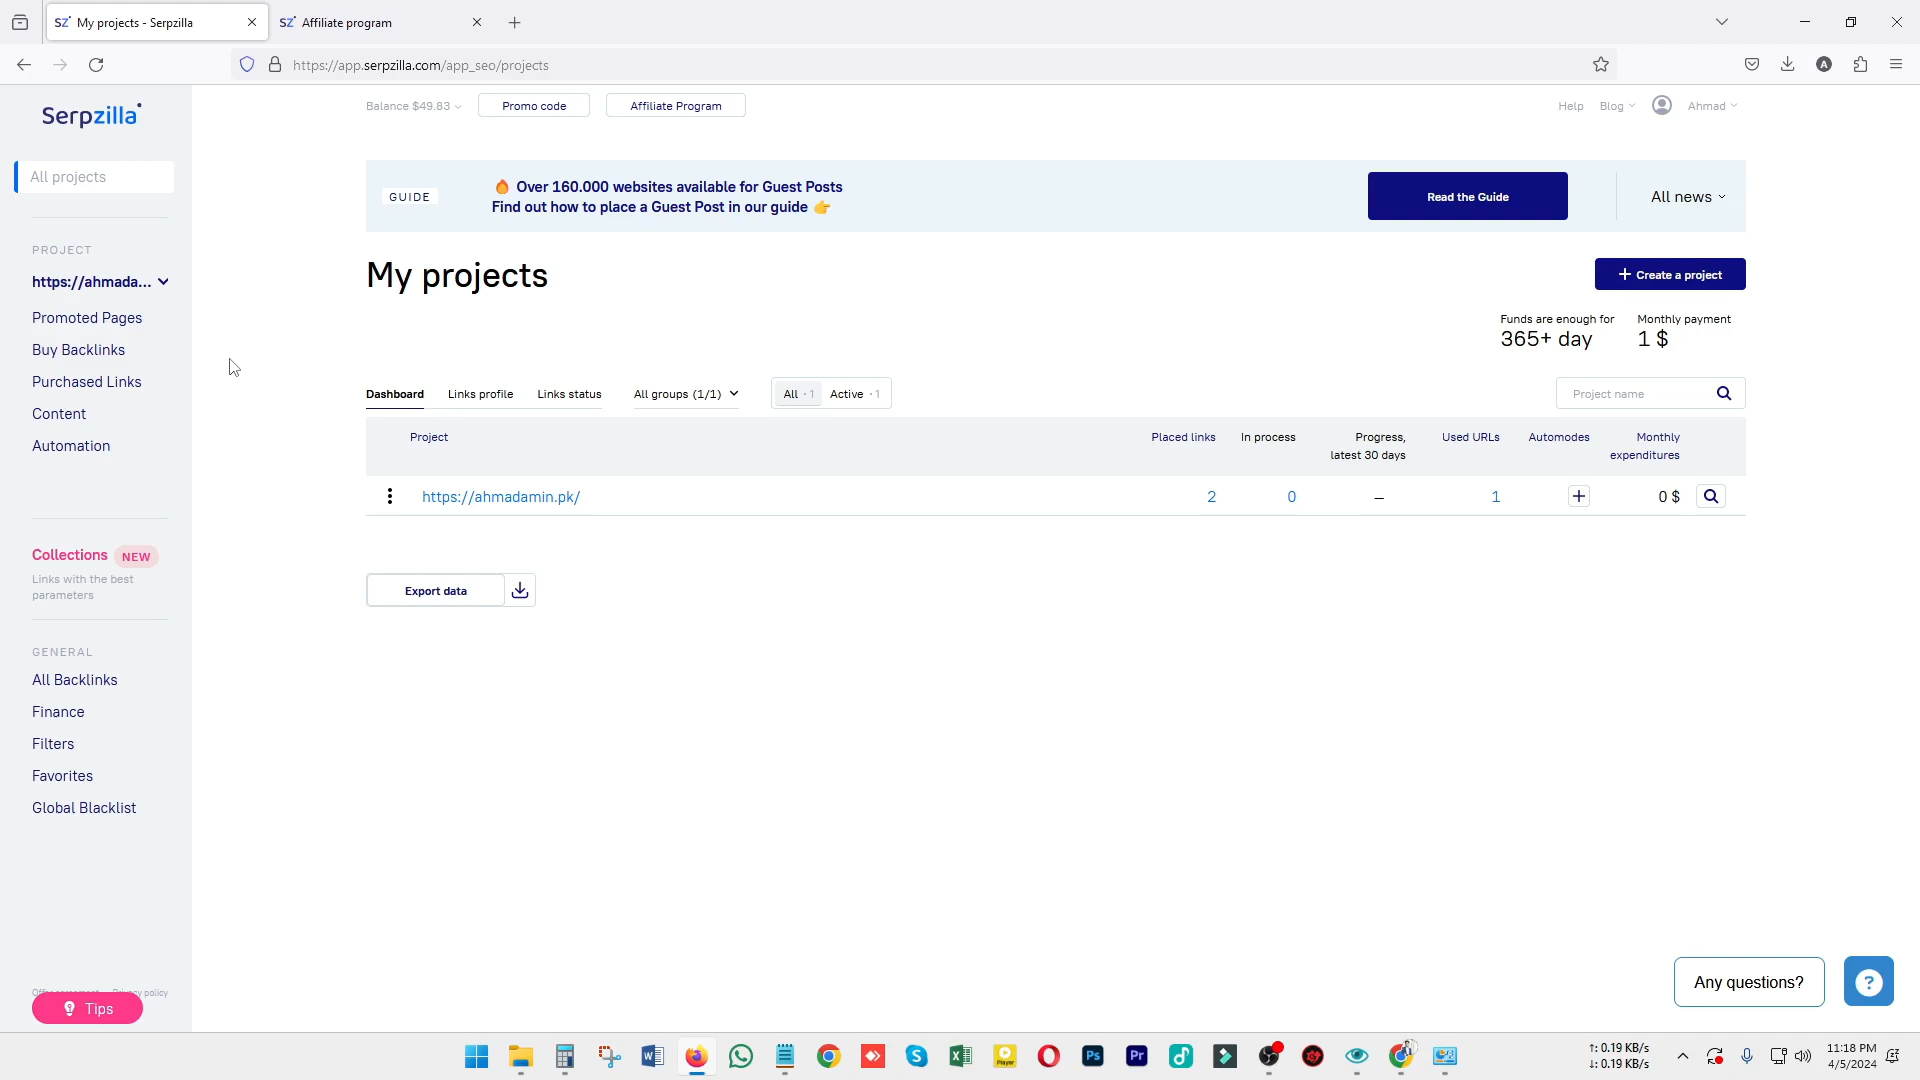 My projects - Serpzilla
Affiliate program
https://app.serpzilla.com/app_seo/projects
Serpzilla
Balance $49.83
Promo code
Affiliate Program
Help
Blog
Ahmad
All projects
GUIDE
🔥 Over 160.000 websites available for Guest Posts
Find out how to place a Guest Post in our guide 👉
Read the Guide
All news
PROJECT
https://ahmada...
Promoted Pages
Buy Backlinks
Purchased Links
Content
Automation
Collections NEW
Links with the best
parameters
GENERAL
All Backlinks
Finance
Filters
Favorites
Global Blacklist
Privacy policy
Tips
My projects
+ Create a project
Funds are enough for
365+ day
Monthly payment
1 $
Dashboard
Links profile
Links status
All groups (1/1)
All · 1
Active · 1
Project name
Project
Placed links
In process
Progress,
latest 30 days
Used URLs
Automodes
Monthly
expenditures
https://ahmadamin.pk/
2
0
–
1
+
0 $
Export data
Any questions?
?
↑: 0.19 KB/s
↓: 0.19 KB/s
11:18 PM
4/5/2024